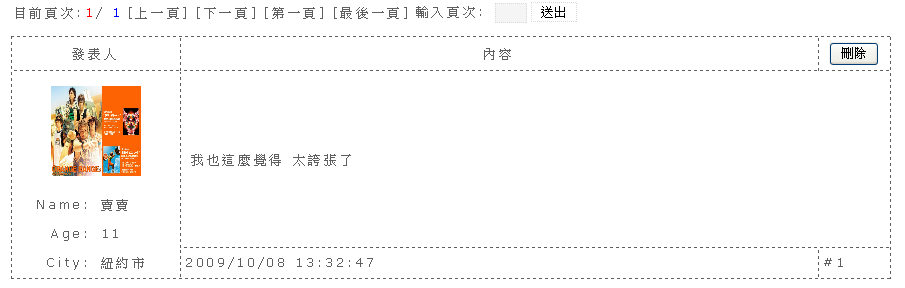 目前頁次:1/ 1 [上一頁] [下一頁] [第一頁] [最後一頁] 輸入頁次: 送出
發表人 內容 刪除
我也這麼覺得 太誇張了
Name: 賣賣
Age: 11
City: 紐約市 2009/10/08 13:32:47 #1